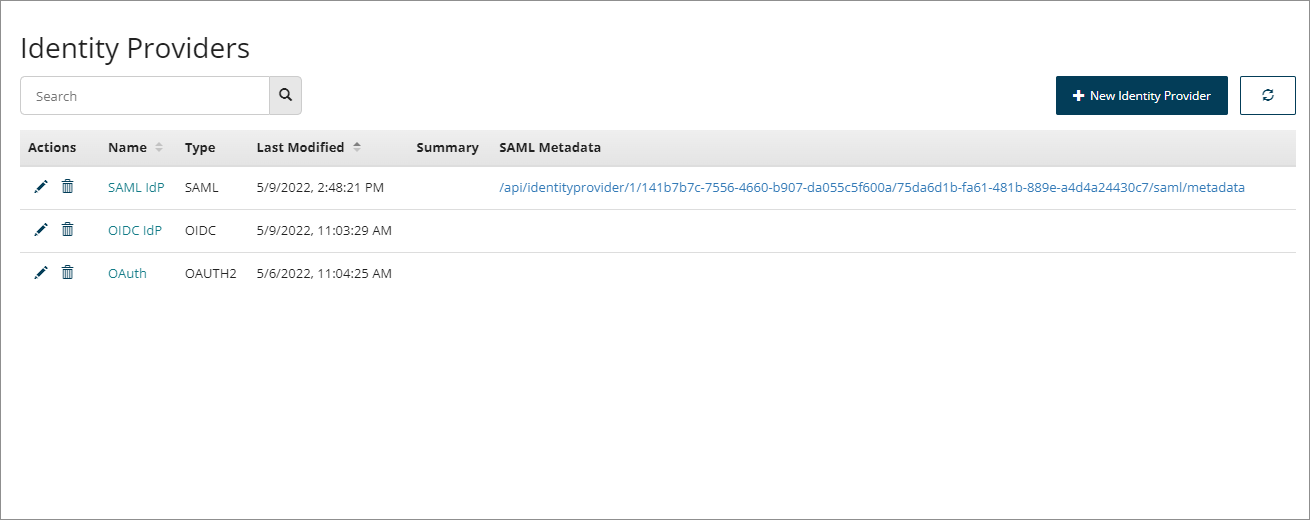 Identity Providers
Search
New Identity Provider
Actions Name Type Last Modified Summary SAML Metadata
SAML IdP SAML 5/9/2022, 2:48:21 PM /api/identityprovider/1/141b7b7c-7556-4660-b907-da055c5f600a/75da6d1b-fa61-481b-889e-a4d4a24430c7/saml/metadata
OIDC IdP OIDC 5/9/2022, 11:03:29 AM
OAuth OAUTH2 5/6/2022, 11:04:25 AM